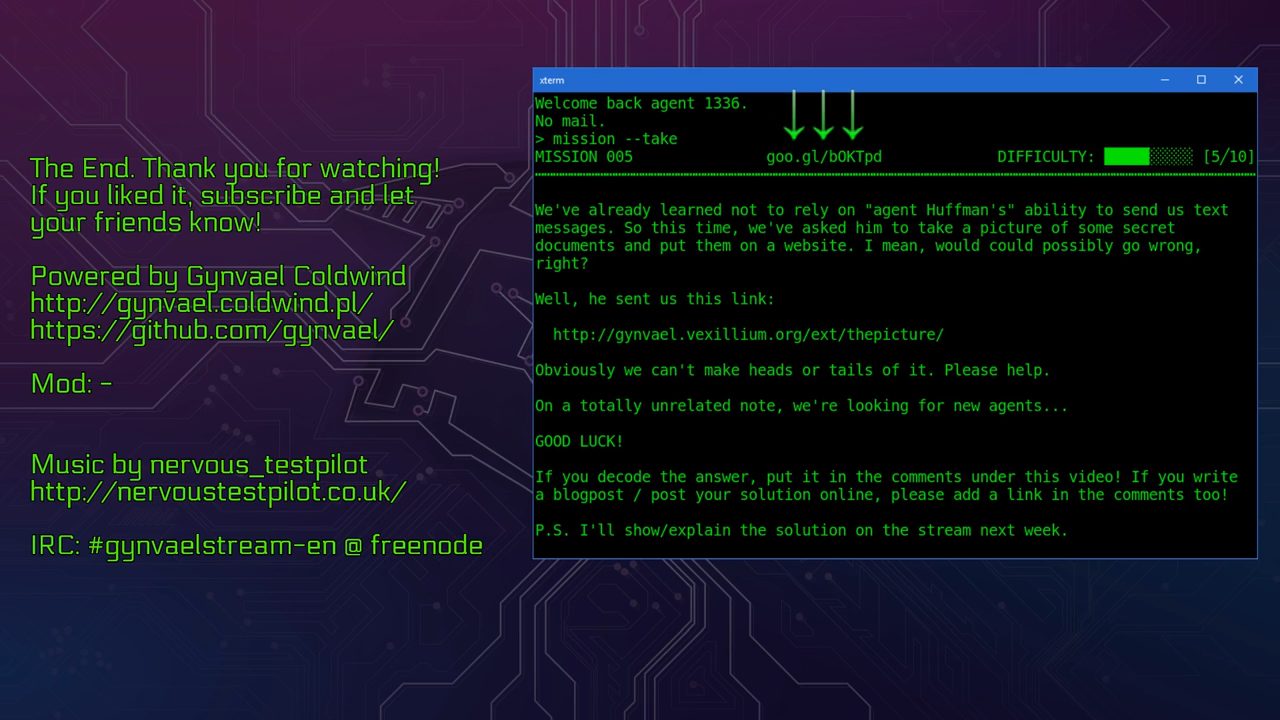 The End. Thank you for watching!
If you liked it, subscribe and let
your friends know!
Powered by Gynvael Coldwind
http://gynvael.coldwind.pl/
https://github.com/gynvael/
Mod: -
Music by nervous_testpilot
http://nervoustestpilot.co.uk/
IRC: #gynvaelstream-en @ freenode
xterm
Welcome back agent 1336.
No mail.
> mission --take
MISSION 005 goo.gl/bOKTpd DIFFICULTY: [5/10]
We've already learned not to rely on "agent Huffman's" ability to send us text
messages. So this time, we've asked him to take a picture of some secret
documents and put them on a website. I mean, would could possibly go wrong,
right?
Well, he sent us this link:
http://gynvael.vexillium.org/ext/thepicture/
Obviously we can't make heads or tails of it. Please help.
On a totally unrelated note, we're looking for new agents...
GOOD LUCK!
If you decode the answer, put it in the comments under this video! If you write
a blogpost / post your solution online, please add a link in the comments too!
P.S. I'll show/explain the solution on the stream next week.